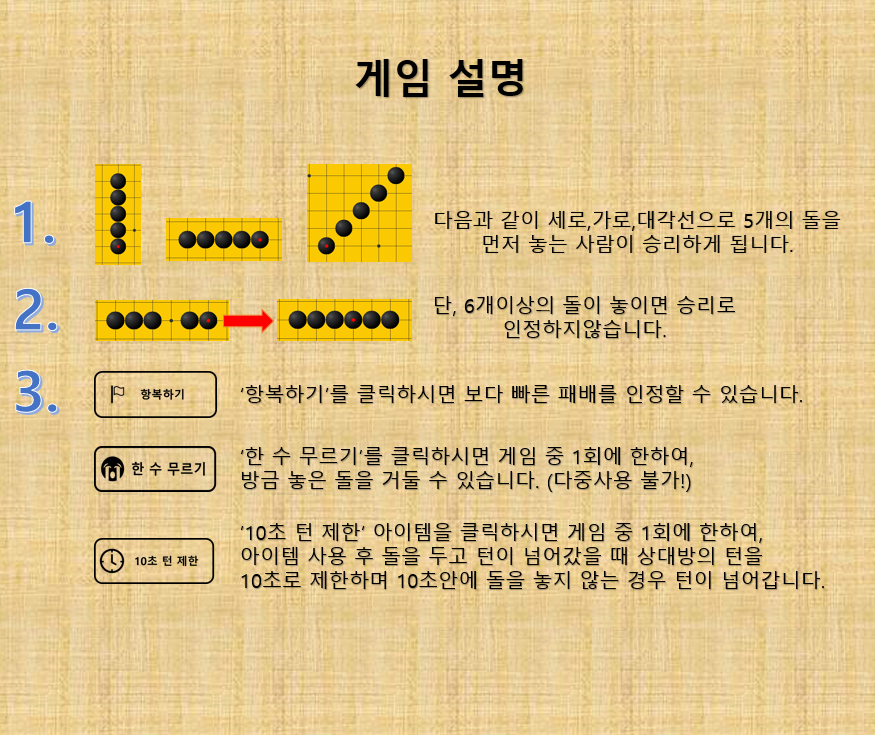 게임 설명
1.
다음과 같이 세로,가로,대각선으로 5개의 돌을
먼저 놓는 사람이 승리하게 됩니다.
2.
단, 6개이상의 돌이 놓이면 승리로
인정하지않습니다.
3.
항복하기
‘항복하기’를 클릭하시면 보다 빠른 패배를 인정할 수 있습니다.
한 수 무르기
‘한 수 무르기’를 클릭하시면 게임 중 1회에 한하여,
방금 놓은 돌을 거둘 수 있습니다. (다중사용 불가!)
10초 턴 제한
’10초 턴 제한’ 아이템을 클릭하시면 게임 중 1회에 한하여,
아이템 사용 후 돌을 두고 턴이 넘어갔을 때 상대방의 턴을
10초로 제한하며 10초안에 돌을 놓지 않는 경우 턴이 넘어갑니다.